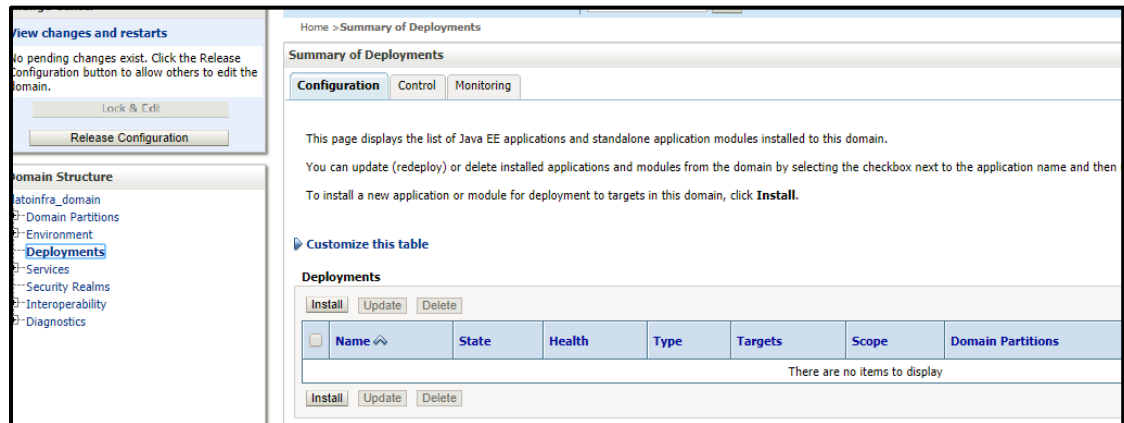 Home >Summary of Deployments
View changes and restarts
No pending changes exist. Click the Release
Configuration button to allow others to edit the
domain.
Lock & Edit
Release Configuration
Domain Structure
latoinfra_domain
Domain Partitions
Environment
Deployments
Services
Security Realms
Interoperability
Diagnostics
Summary of Deployments
Configuration Control Monitoring
This page displays the list of Java EE applications and standalone application modules installed to this domain.
You can update (redeploy) or delete installed applications and modules from the domain by selecting the checkbox next to the application name and then
To install a new application or module for deployment to targets in this domain, click Install.
Customize this table
Deployments
Install Update Delete
Name State Health Type Targets Scope Domain Partitions
There are no items to display
Install Update Delete